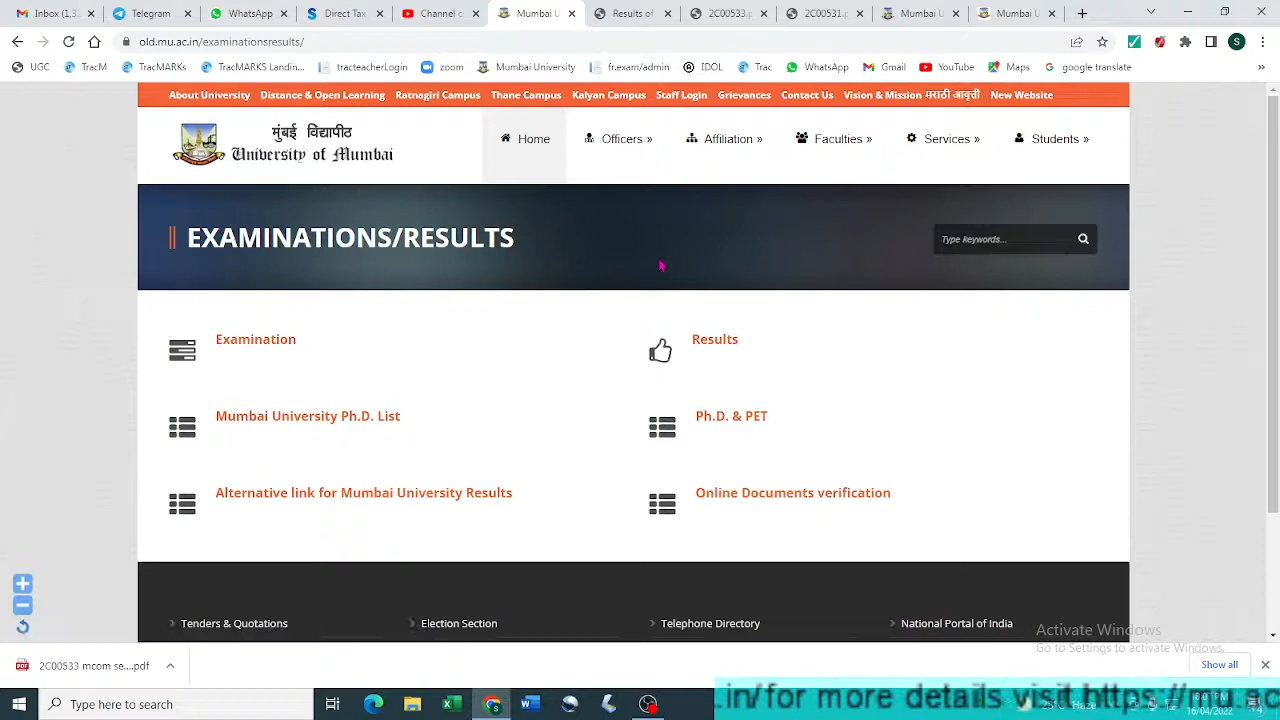 Inbox (1,3
Telegram
WhatsApp
Direct Tax
Channel c
Mumbai U
Results of
2C00533.p
2C00531.p
Mumbai U
Mumbai U
old.mu.ac.in/examinationsresults/
UGC
TracM
TracMARKs
TracMARKS Landin...
tracteacherLogin
zoom
Mumbai University
fr.exam/admin
IDOL
Trac
WhatsApp
Gmail
YouTube
Maps
google translate
About University
Distance & Open Learning
Ratnagiri Campus
Thane Campus
Kalyan Campus
Staff Login
Grievances
Contact Us
Vision & Mission
मराठी आवृत्ती
New Website
मुंबई विद्यापीठ
University of Mumbai
Home
Officers »
Affiliation »
Faculties »
Services »
Students »
EXAMINATIONS/RESULTS
Type keywords...
Examination
Results
Mumbai University Ph.D. List
Ph.D. & PET
Alternative link for Mumbai University Results
Online Documents verification
Tenders & Quotations
Election Section
Telephone Directory
National Portal of India
Activate Windows
Go to Settings to activate Windows.
2C00533 mcom se....pdf
Show all
Type here to search
.in/for more details visit https://
Haze
16/04/2022